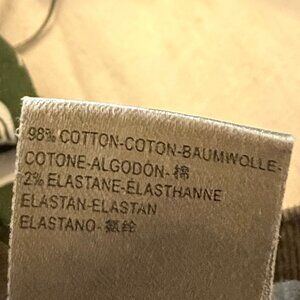 98% COTTON-COTON-BAUMWOLLE-
COTONE-ALGODÓN-棉
2% ELASTANE-ÉLASTHANNE
ELASTAN-ELASTAN
ELASTANO-氨纶